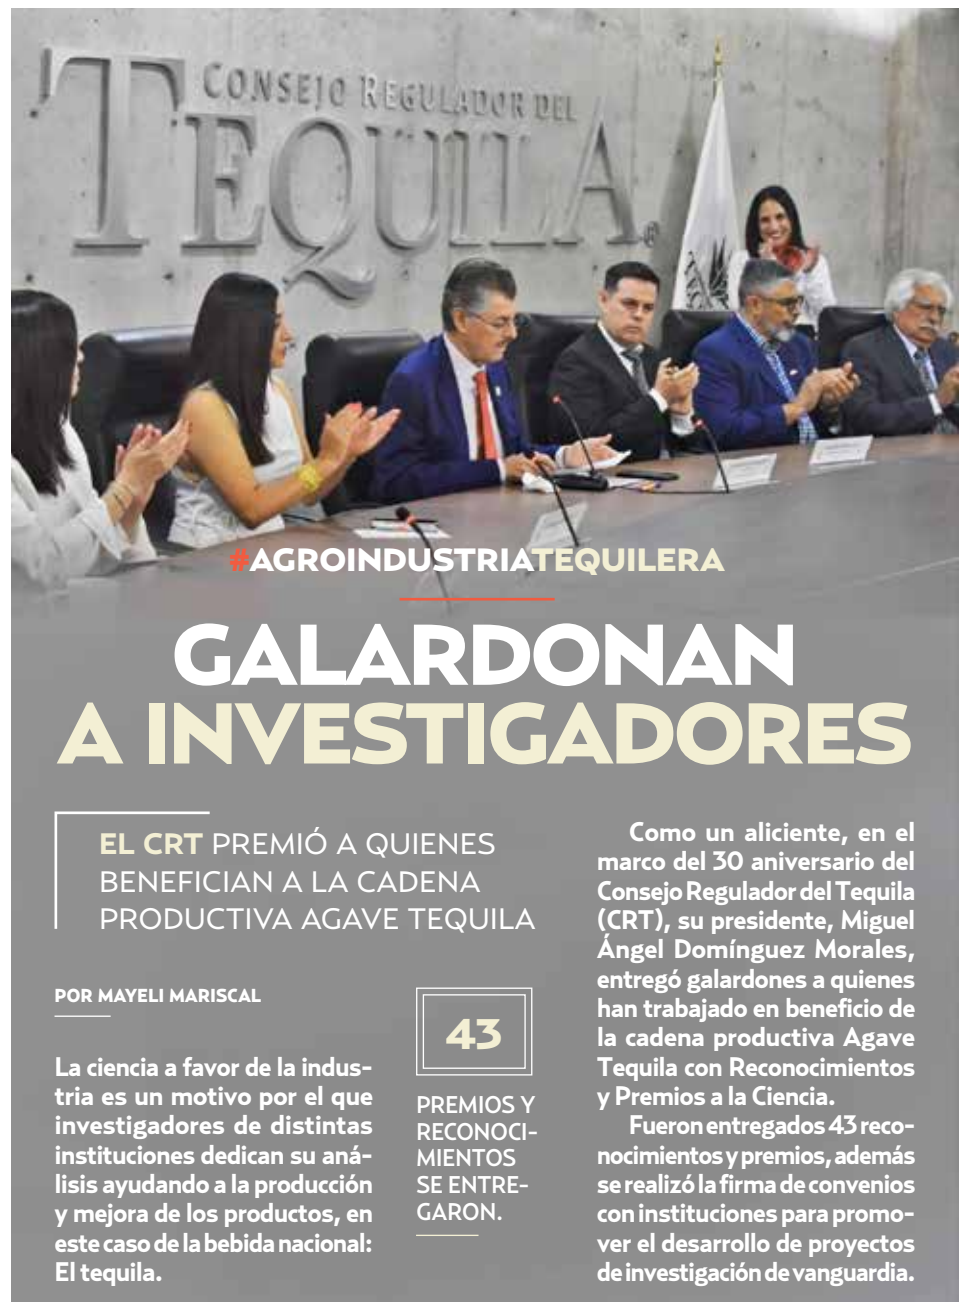 CONSEJO REGULADOR DEL
TEQUILA
#AGROINDUSTRIATEQUILERA
GALARDONAN
A INVESTIGADORES
EL CRT PREMIÓ A QUIENES
BENEFICIAN A LA CADENA
PRODUCTIVA AGAVE TEQUILA
POR MAYELI MARISCAL
La ciencia a favor de la indus-
tria es un motivo por el que
investigadores de distintas
instituciones dedican su aná-
lisis ayudando a la producción
y mejora de los productos, en
este caso de la bebida nacional:
El tequila.
43
PREMIOS Y
RECONOCI-
MIENTOS
SE ENTRE-
GARON.
Como un aliciente, en el
marco del 30 aniversario del
Consejo Regulador del Tequila
(CRT), su presidente, Miguel
Ángel Domínguez Morales,
entregó galardones a quienes
han trabajado en beneficio de
la cadena productiva Agave
Tequila con Reconocimientos
y Premios a la Ciencia.
Fueron entregados 43 reco-
nocimientos y premios, además
se realizó la firma de convenios
con instituciones para promo-
ver el desarrollo de proyectos
de investigación de vanguardia.